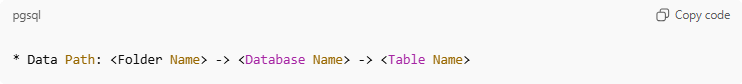 pgsql
Copy code
* Data Path: <Folder Name> -> <Database Name> -> <Table Name>